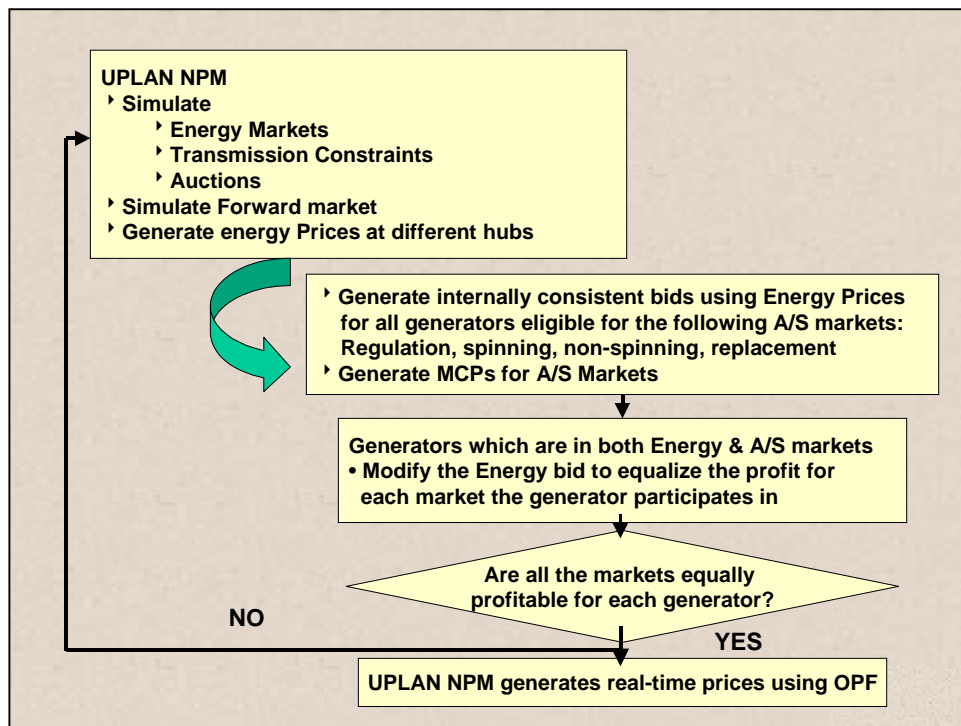 UPLAN NPM
‣ Simulate
‣ Energy Markets
‣ Transmission Constraints
‣ Auctions
‣ Simulate Forward market
‣ Generate energy Prices at different hubs
‣ Generate internally consistent bids using Energy Prices
for all generators eligible for the following A/S markets:
Regulation, spinning, non-spinning, replacement
‣ Generate MCPs for A/S Markets
Generators which are in both Energy & A/S markets
• Modify the Energy bid to equalize the profit for
each market the generator participates in
Are all the markets equally
profitable for each generator?
NO
YES
UPLAN NPM generates real-time prices using OPF